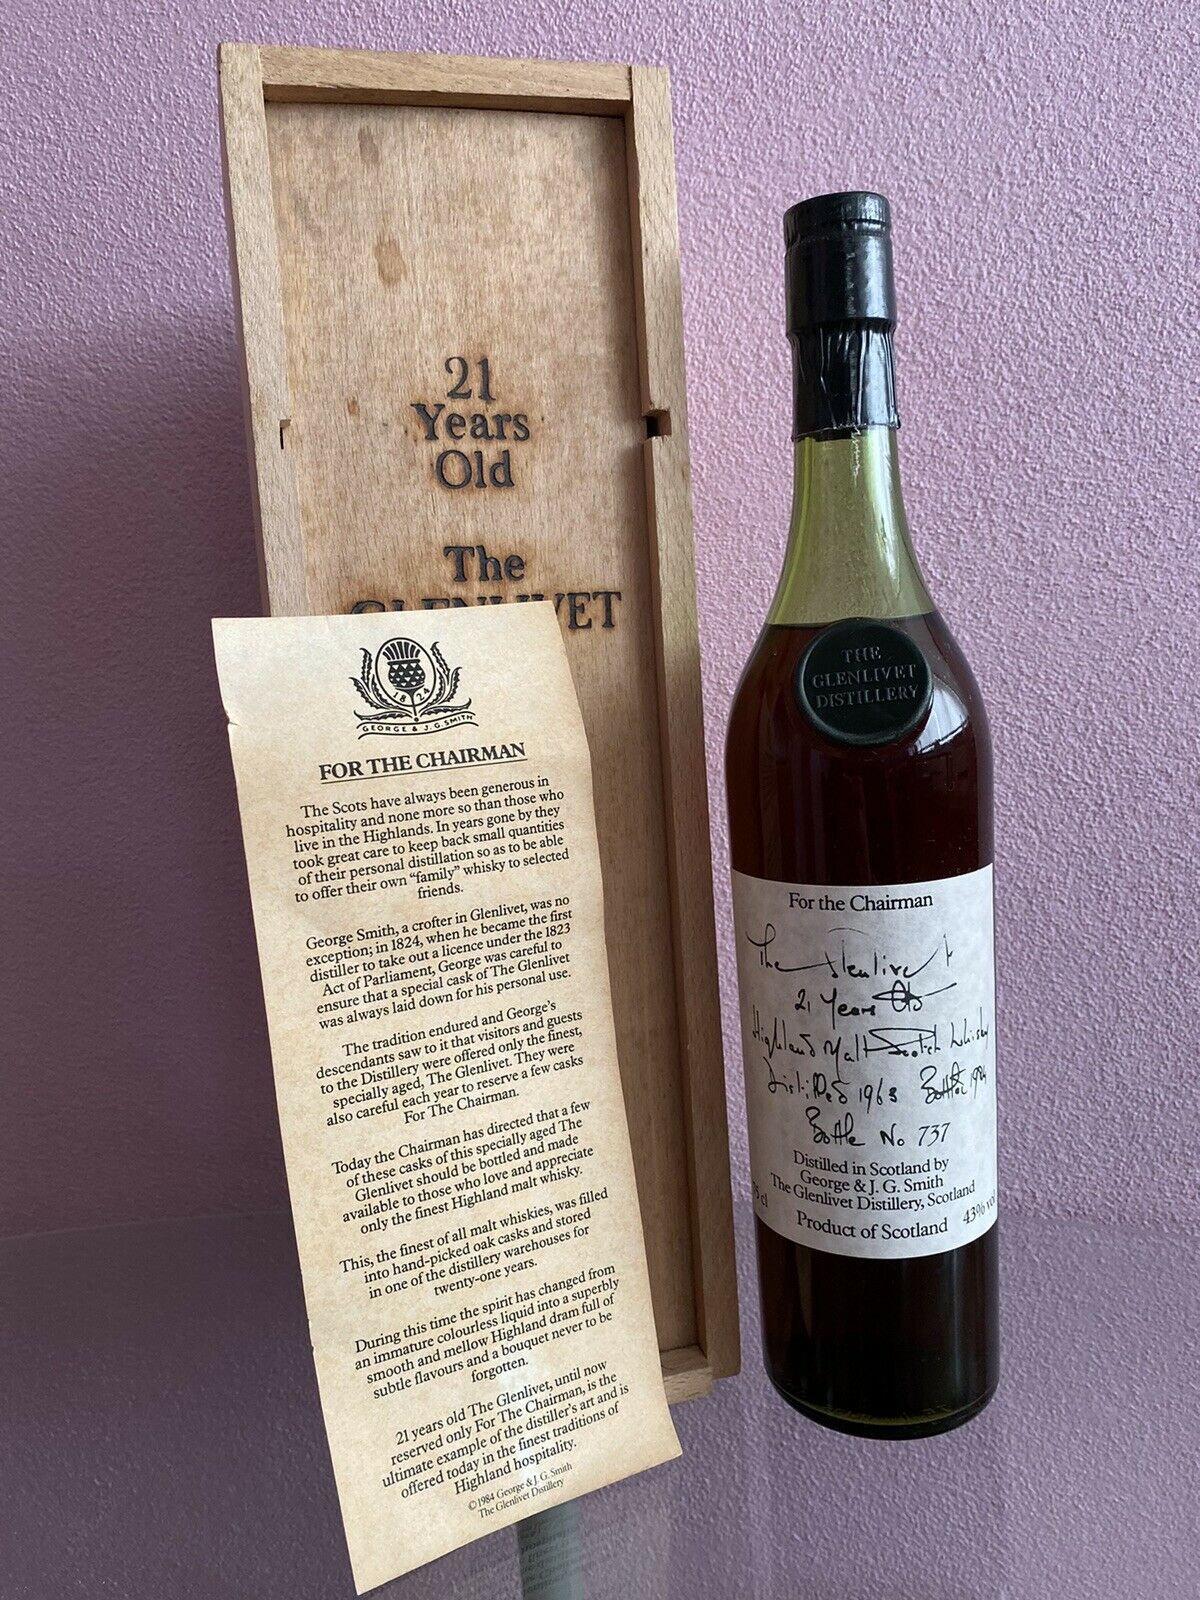 21
Years
Old
The
GLENLIVET
1824
GEORGE & J.G. SMITH
FOR THE CHAIRMAN
The Scots have always been generous in
hospitality and none more so than those who
live in the Highlands. In years gone by they
took great care to keep back small quantities
of their personal distillation so as to be able
to offer their own "family" whisky to selected
friends.
George Smith, a crofter in Glenlivet, was no
exception; in 1824, when he became the first
distiller to take out a licence under the 1823
Act of Parliament, George was careful to
ensure that a special cask of The Glenlivet
was always laid down for his personal use.
The tradition endured and George's
descendants saw to it that visitors and guests
to the Distillery were offered only the finest,
specially aged, The Glenlivet. They were
also careful each year to reserve a few casks
For The Chairman.
Today the Chairman has directed that a few
of these casks of this specially aged The
Glenlivet should be bottled and made
available to those who love and appreciate
only the finest Highland malt whisky.
This, the finest of all malt whiskies, was filled
into hand-picked oak casks and stored
in one of the distillery warehouses for
twenty-one years.
During this time the spirit has changed from
an immature colourless liquid into a superbly
smooth and mellow Highland dram full of
subtle flavours and a bouquet never to be
forgotten.
21 years old The Glenlivet, until now
reserved only For The Chairman, is the
ultimate example of the distiller's art and is
offered today in the finest traditions of
Highland hospitality.
©1984 George & J. G. Smith
The Glenlivet Distillery
THE
GLENLIVET
DISTILLERY
For the Chairman
The Glenlivet
21 Years Old
Highland Malt Scotch Whisky
Distilled 1963 Bottled 1984
Bottle No 737
Distilled in Scotland by
George & J. G. Smith
The Glenlivet Distillery, Scotland
75 cl Product of Scotland 43% vol